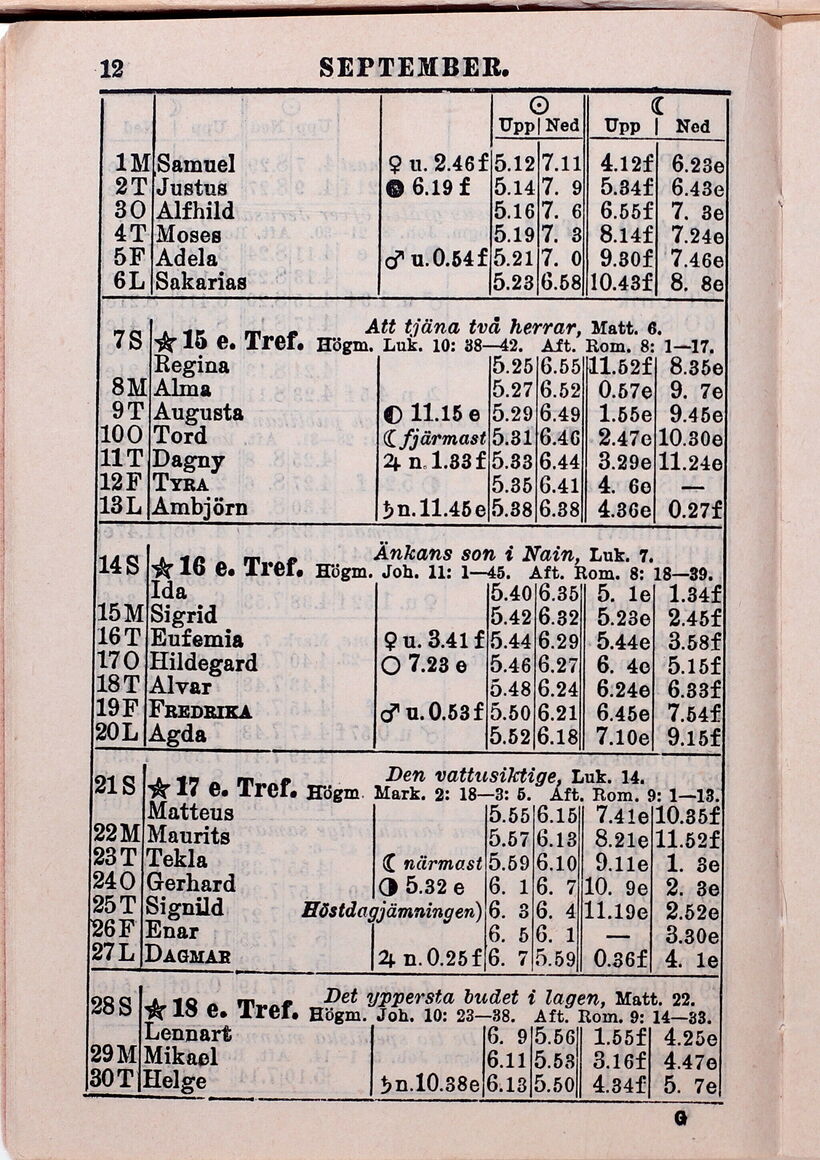 12 SEPTEMBER.
☉ ☾
Upp Ned Upp Ned
1 M Samuel ♀ u. 2.46 f 5.12 7.11 4.12f 6.23e
2 T Justus ● 6.19 f 5.14 7. 9 5.34f 6.43e
3 O Alfhild 5.16 7. 6 6.55f 7. 3e
4 T Moses 5.19 7. 3 8.14f 7.24e
5 F Adela ♂ u. 0.54 f 5.21 7. 0 9.30f 7.46e
6 L Sakarias 5.23 6.58 10.43f 8. 8e
Att tjäna två herrar, Matt. 6.
7 S ★ 15 e. Tref. Högm. Luk. 10: 38—42. Aft. Rom. 8: 1—17.
Regina 5.25 6.55 11.52f 8.35e
8 M Alma 5.27 6.52 0.57e 9. 7e
9 T Augusta ◐ 11.15 e 5.29 6.49 1.55e 9.45e
10 O Tord ☾ fjärmast 5.31 6.46 2.47e 10.30e
11 T Dagny ♃ n. 1.33 f 5.33 6.44 3.29e 11.24e
12 F TYRA 5.35 6.41 4. 6e —
13 L Ambjörn ♄ n. 11.45 e 5.38 6.38 4.36e 0.27f
Änkans son i Nain, Luk. 7.
14 S ★ 16 e. Tref. Högm. Joh. 11: 1—45. Aft. Rom. 8: 18—39.
Ida 5.40 6.35 5. 1e 1.34f
15 M Sigrid 5.42 6.32 5.23e 2.45f
16 T Eufemia ♀ u. 3.41 f 5.44 6.29 5.44e 3.58f
17 O Hildegard ○ 7.23 e 5.46 6.27 6. 4e 5.15f
18 T Alvar 5.48 6.24 6.24e 6.33f
19 F FREDRIKA ♂ u. 0.53 f 5.50 6.21 6.45e 7.54f
20 L Agda 5.52 6.18 7.10e 9.15f
Den vattusiktige, Luk. 14.
21 S ★ 17 e. Tref. Högm. Mark. 2: 18—3: 5. Aft. Rom. 9: 1—13.
Matteus 5.55 6.15 7.41e 10.35f
22 M Maurits 5.57 6.13 8.21e 11.52f
23 T Tekla ☾ närmast 5.59 6.10 9.11e 1. 3e
24 O Gerhard ◑ 5.32 e 6. 1 6. 7 10. 9e 2. 3e
25 T Signild Höstdagjämningen) 6. 3 6. 4 11.19e 2.52e
26 F Enar 6. 5 6. 1 — 3.30e
27 L DAGMAR ♃ n. 0.25 f 6. 7 5.59 0.36f 4. 1e
Det yppersta budet i lagen, Matt. 22.
28 S ★ 18 e. Tref. Högm. Joh. 10: 23—38. Aft. Rom. 9: 14—33.
Lennart 6. 9 5.56 1.55f 4.25e
29 M Mikael 6.11 5.53 3.16f 4.47e
30 T Helge ♄ n. 10.38e 6.13 5.50 4.34f 5. 7e
G